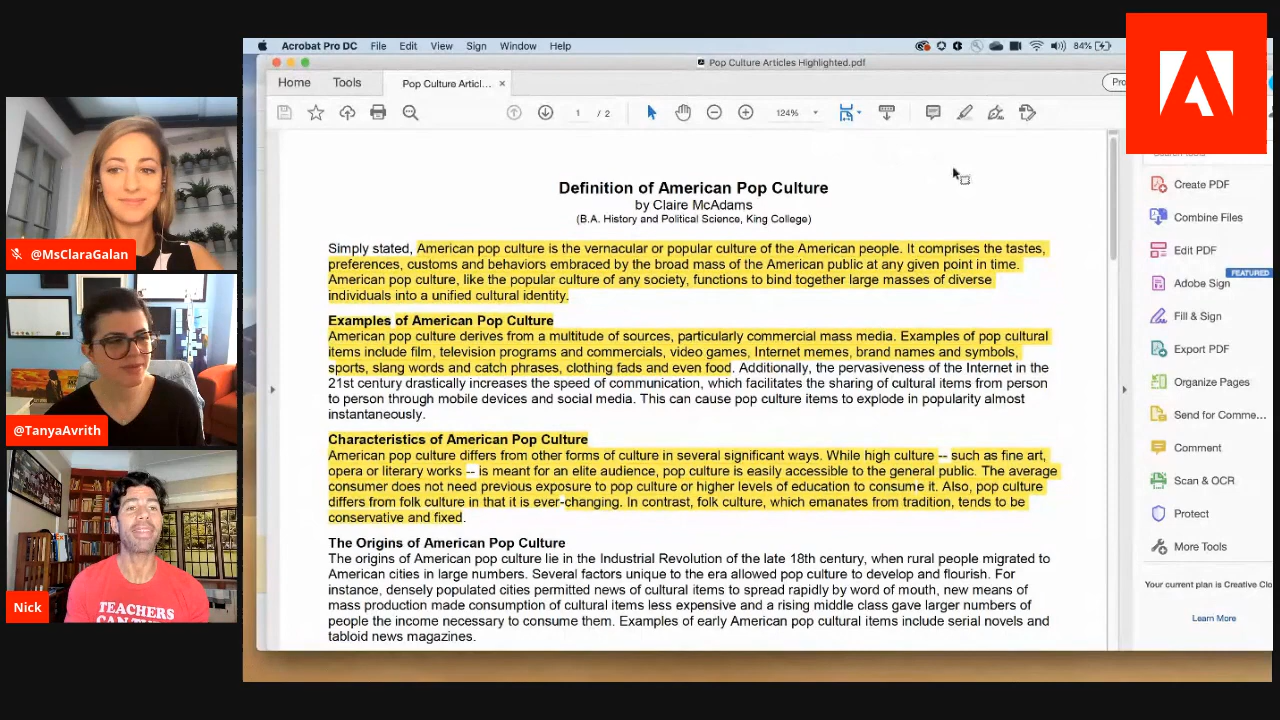 Acrobat Pro DC File Edit View Sign Window Help 84%
Pop Culture Articles Highlighted.pdf
Home Tools Pop Culture Articl... ×
1 / 2 124%
Definition of American Pop Culture
by Claire McAdams
(B.A. History and Political Science, King College)
Simply stated, American pop culture is the vernacular or popular culture of the American people. It comprises the tastes,
preferences, customs and behaviors embraced by the broad mass of the American public at any given point in time.
American pop culture, like the popular culture of any society, functions to bind together large masses of diverse
individuals into a unified cultural identity.
Examples of American Pop Culture
American pop culture derives from a multitude of sources, particularly commercial mass media. Examples of pop cultural
items include film, television programs and commercials, video games, Internet memes, brand names and symbols,
sports, slang words and catch phrases, clothing fads and even food. Additionally, the pervasiveness of the Internet in the
21st century drastically increases the speed of communication, which facilitates the sharing of cultural items from person
to person through mobile devices and social media. This can cause pop culture items to explode in popularity almost
instantaneously.
Characteristics of American Pop Culture
American pop culture differs from other forms of culture in several significant ways. While high culture -- such as fine art,
opera or literary works -- is meant for an elite audience, pop culture is easily accessible to the general public. The average
consumer does not need previous exposure to pop culture or higher levels of education to consume it. Also, pop culture
differs from folk culture in that it is ever-changing. In contrast, folk culture, which emanates from tradition, tends to be
conservative and fixed.
The Origins of American Pop Culture
The origins of American pop culture lie in the Industrial Revolution of the late 18th century, when rural people migrated to
American cities in large numbers. Several factors unique to the era allowed pop culture to develop and flourish. For
instance, densely populated cities permitted news of cultural items to spread rapidly by word of mouth, new means of
mass production made consumption of cultural items less expensive and a rising middle class gave larger numbers of
people the income necessary to consume them. Examples of early American pop cultural items include serial novels and
tabloid news magazines.
Create PDF
Combine Files
Edit PDF
FEATURED
Adobe Sign
Fill & Sign
Export PDF
Organize Pages
Send for Comme...
Comment
Scan & OCR
Protect
More Tools
Your current plan is Creative Clo
Learn More
@MsClaraGalan
@TanyaAvrith
Nick
TEACHERS